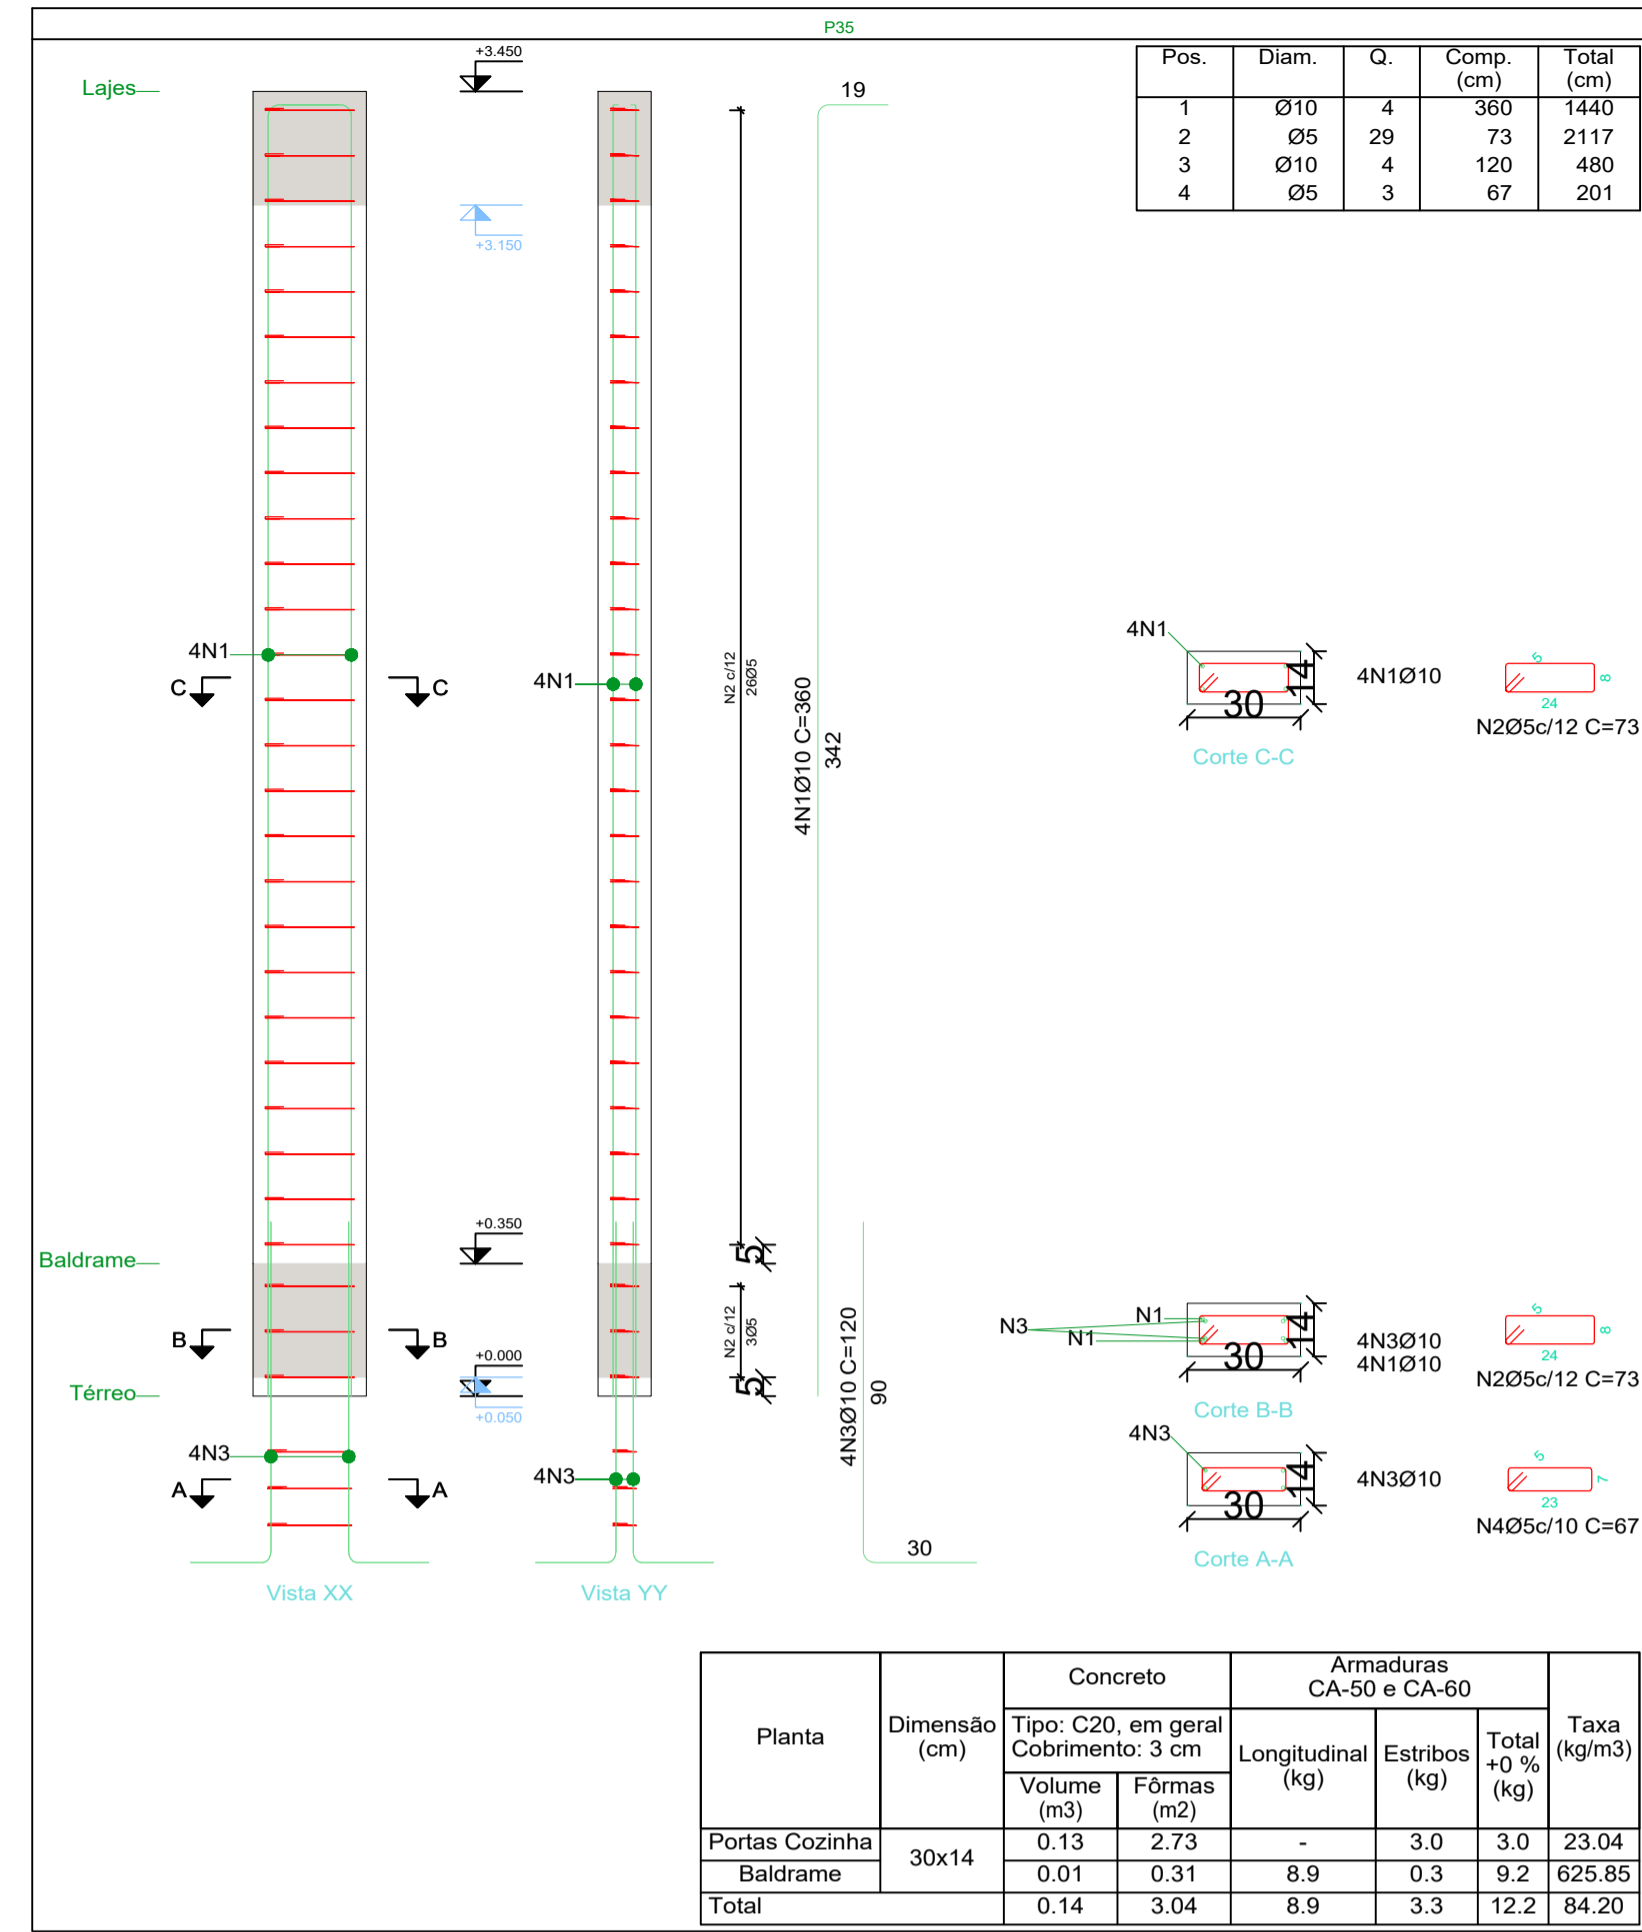 P35
Pos. Diam. Q. Comp. (cm) Total (cm)
1 Ø10 4 360 1440
2 Ø5 29 73 2117
3 Ø10 4 120 480
4 Ø5 3 67 201
Lajes
+3.450
+3.150
19
4N1
C C
4N1
N2 c/12
26Ø5
4N1Ø10 C=360
342
4N1
30
14
4N1Ø10
Corte C-C
5
8
24
N2Ø5c/12 C=73
Baldrame
+0.350
5
B B
N2 c/12
3Ø5
+0.000
5
Térreo
+0.050
4N3Ø10 C=120
90
N3
N1
N1
30
14
4N3Ø10
4N1Ø10
Corte B-B
5
8
24
N2Ø5c/12 C=73
4N3
A A
4N3
4N3
30
14
4N3Ø10
Corte A-A
5
7
23
N4Ø5c/10 C=67
30
Vista XX
Vista YY
Planta
Dimensão
(cm)
Concreto
Tipo: C20, em geral
Cobrimento: 3 cm
Volume
(m3)
Fôrmas
(m2)
Armaduras
CA-50 e CA-60
Longitudinal
(kg)
Estribos
(kg)
Total
+0 %
(kg)
Taxa
(kg/m3)
Portas Cozinha 30x14 0.13 2.73 - 3.0 3.0 23.04
Baldrame 0.01 0.31 8.9 0.3 9.2 625.85
Total 0.14 3.04 8.9 3.3 12.2 84.20